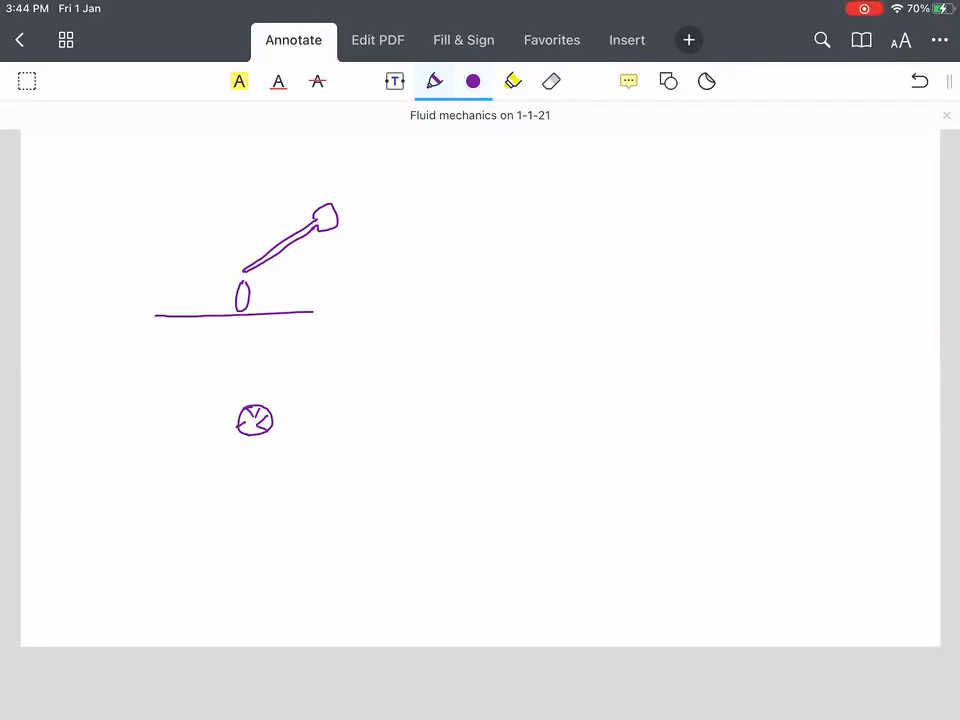 3:44 PM Fri 1 Jan 70%
Annotate Edit PDF Fill & Sign Favorites Insert
A A A T AA
Fluid mechanics on 1-1-21